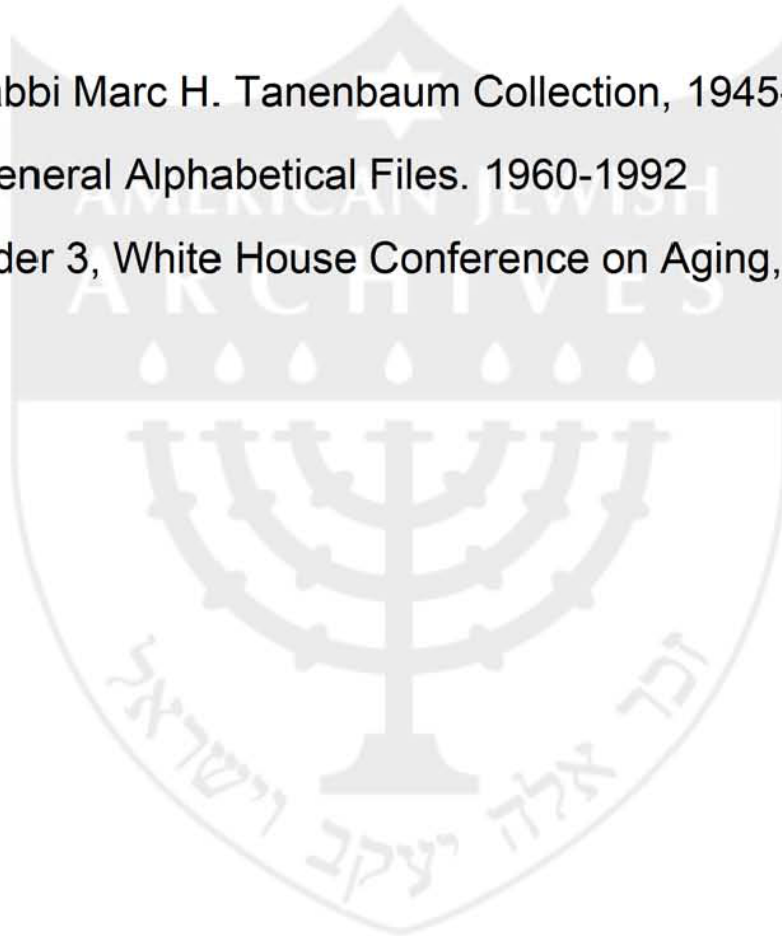 abbi Marc H. Tanenbaum Collection, 1945-
eneral Alphabetical Files. 1960-1992
der 3, White House Conference on Aging,
AMERICAN JEWISH
ARCHIVES
זכר אלה יעקב וישראל